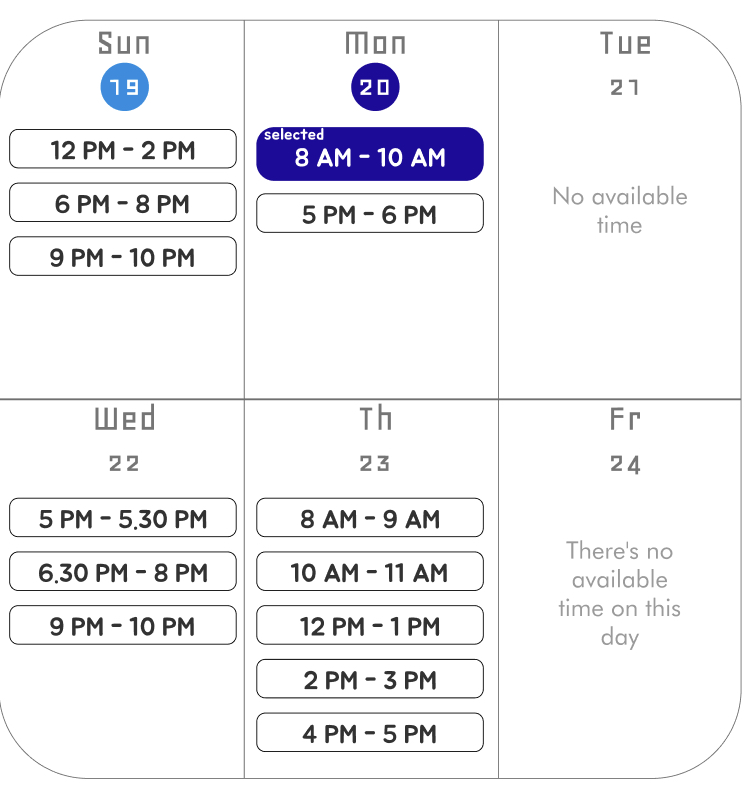 Sun
19
12 PM - 2 PM
6 PM - 8 PM
9 PM - 10 PM
Mon
20
selected
8 AM - 10 AM
5 PM - 6 PM
Tue
21
No available
time
Wed
22
5 PM - 5.30 PM
6.30 PM - 8 PM
9 PM - 10 PM
Th
23
8 AM - 9 AM
10 AM - 11 AM
12 PM - 1 PM
2 PM - 3 PM
4 PM - 5 PM
Fr
24
There's no
available
time on this
day